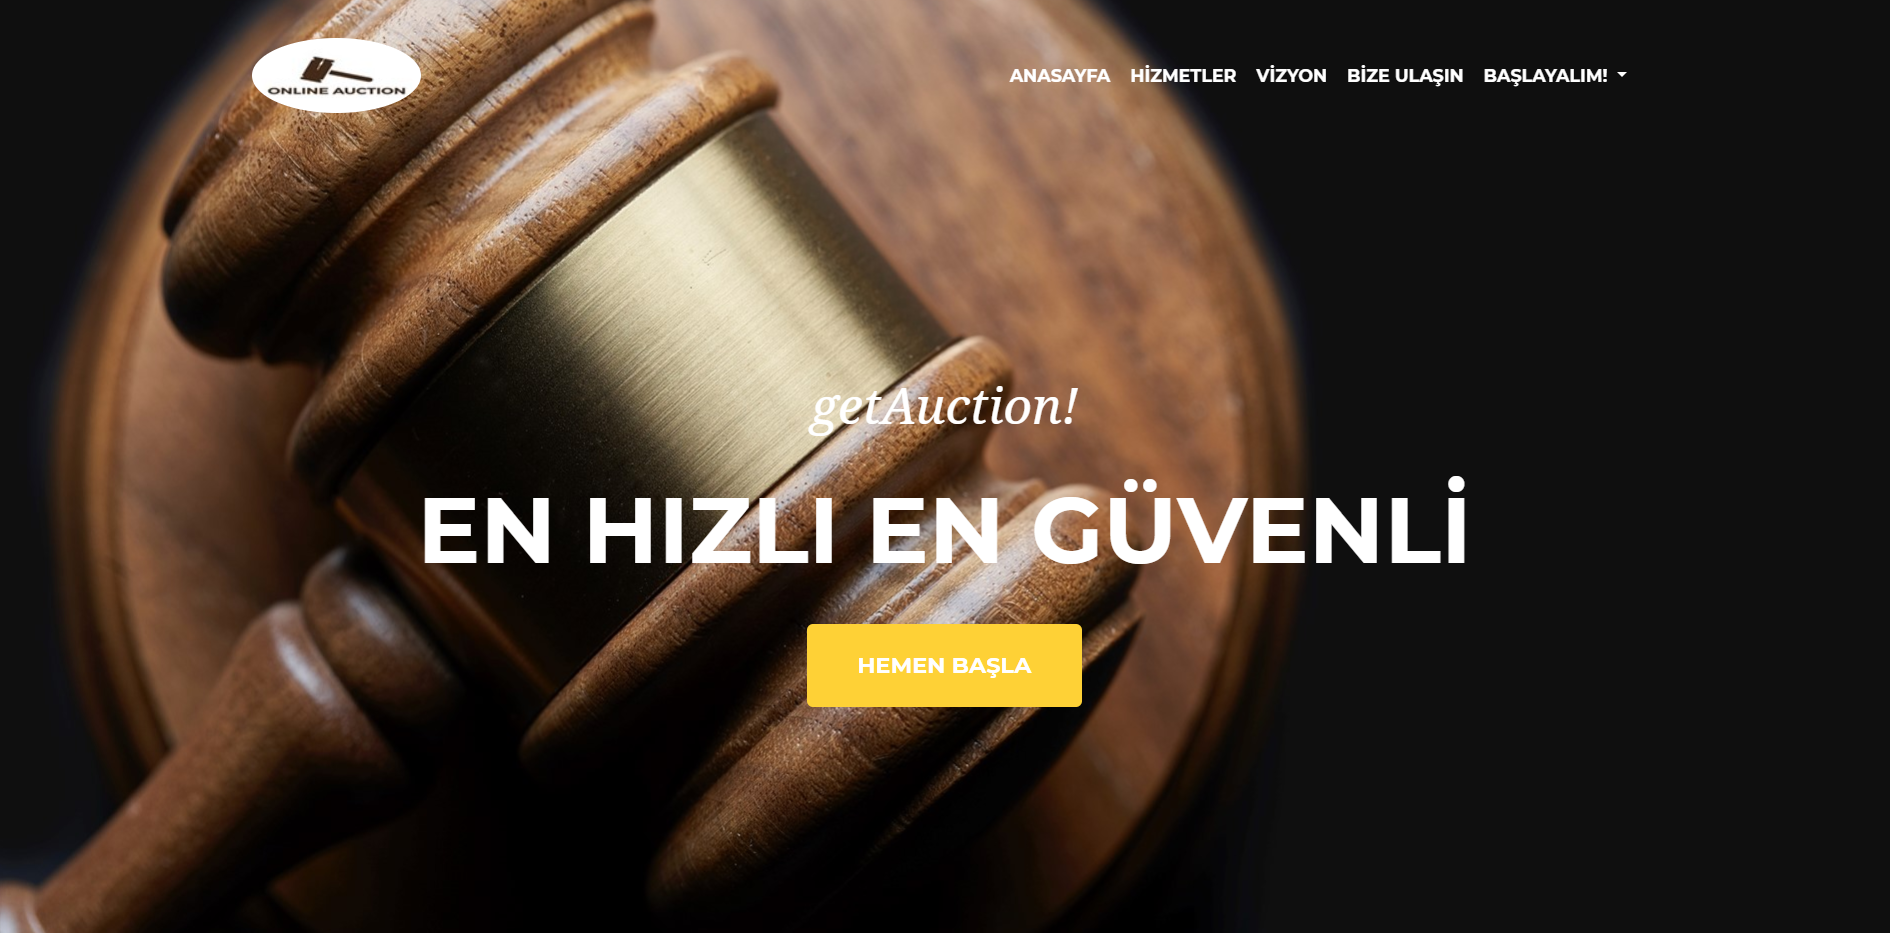 ONLINE AUCTION
ANASAYFA HİZMETLER VİZYON BİZE ULAŞIN BAŞLAYALIM!
getAuction!
EN HIZLI EN GÜVENLİ
HEMEN BAŞLA